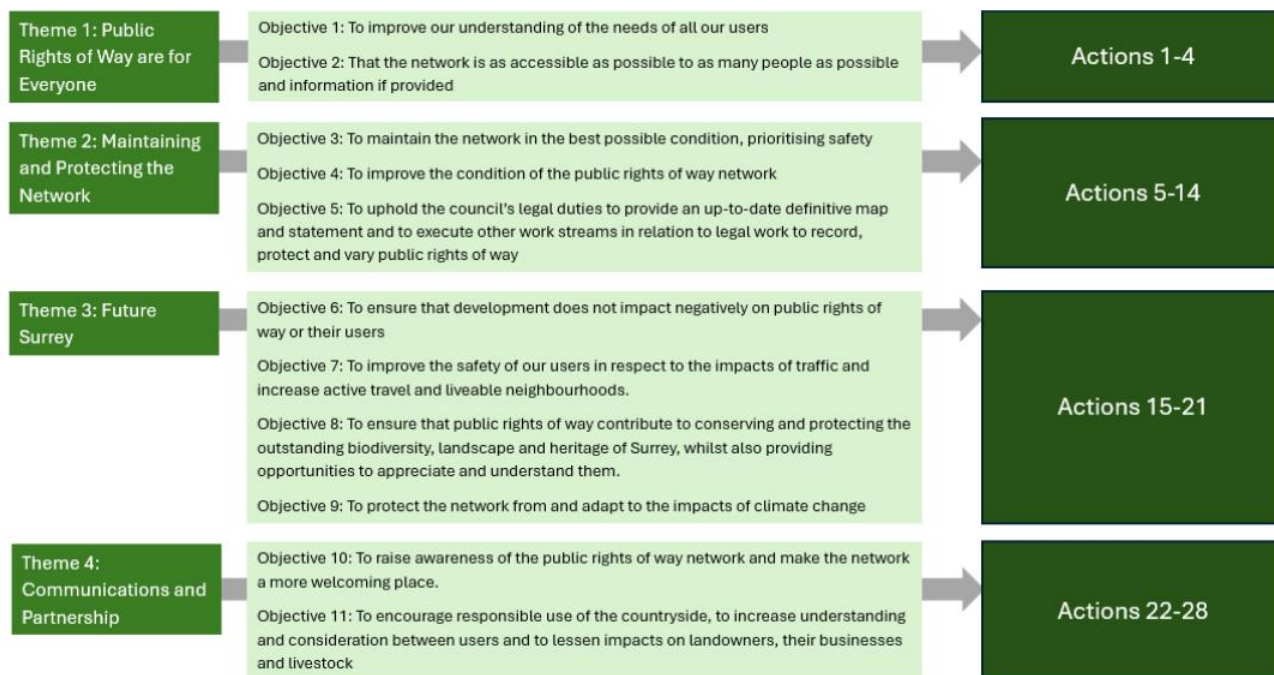 Theme 1: Public
Rights of Way are for
Everyone
Objective 1: To improve our understanding of the needs of all our users
Objective 2: That the network is as accessible as possible to as many people as possible
and information if provided
Actions 1-4
Theme 2: Maintaining
and Protecting the
Network
Objective 3: To maintain the network in the best possible condition, prioritising safety
Objective 4: To improve the condition of the public rights of way network
Objective 5: To uphold the council's legal duties to provide an up-to-date definitive map
and statement and to execute other work streams in relation to legal work to record,
protect and vary public rights of way
Actions 5-14
Theme 3: Future
Surrey
Objective 6: To ensure that development does not impact negatively on public rights of
way or their users
Objective 7: To improve the safety of our users in respect to the impacts of traffic and
increase active travel and liveable neighbourhoods.
Objective 8: To ensure that public rights of way contribute to conserving and protecting the
outstanding biodiversity, landscape and heritage of Surrey, whilst also providing
opportunities to appreciate and understand them.
Objective 9: To protect the network from and adapt to the impacts of climate change
Actions 15-21
Theme 4:
Communications and
Partnership
Objective 10: To raise awareness of the public rights of way network and make the network
a more welcoming place.
Objective 11: To encourage responsible use of the countryside, to increase understanding
and consideration between users and to lessen impacts on landowners, their businesses
and livestock
Actions 22-28